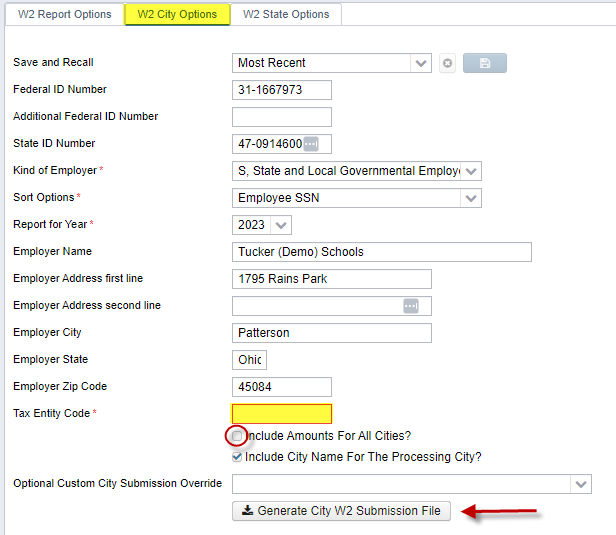 W2 Report Options W2 City Options W2 State Options
Save and Recall Most Recent
Federal ID Number 31-1667973
Additional Federal ID Number
State ID Number 47-0914600
Kind of Employer* S, State and Local Governmental Employ
Sort Options* Employee SSN
Report for Year* 2023
Employer Name Tucker (Demo) Schools
Employer Address first line 1795 Rains Park
Employer Address second line
Employer City Patterson
Employer State Ohio
Employer Zip Code 45084
Tax Entity Code*
Include Amounts For All Cities?
Include City Name For The Processing City?
Optional Custom City Submission Override
Generate City W2 Submission File